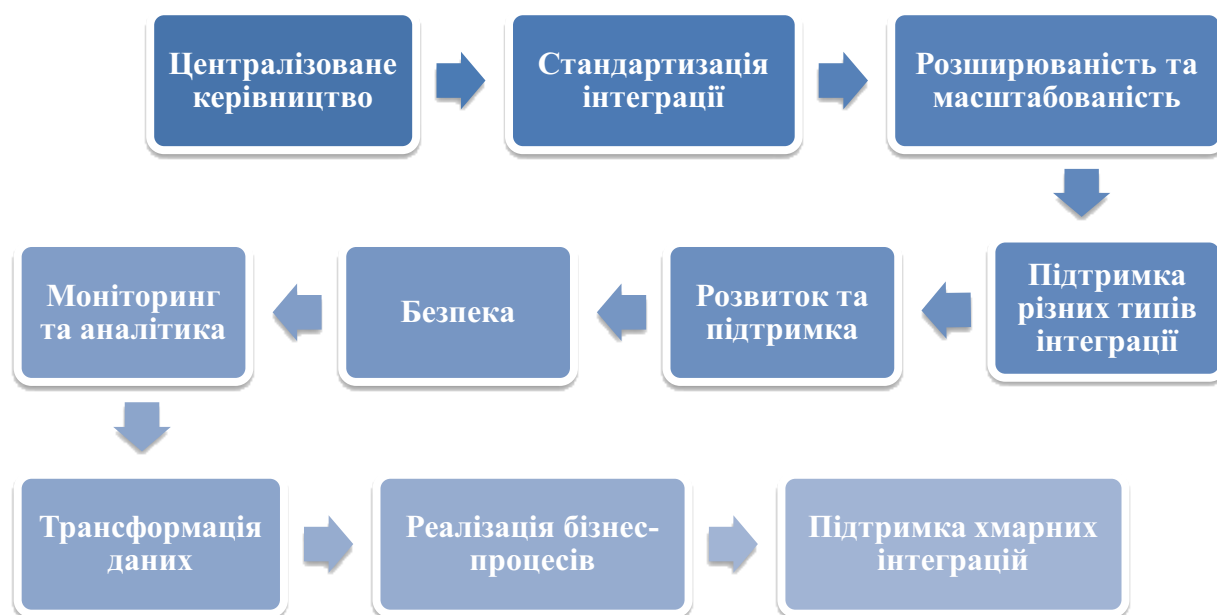 Централізоване
керівництво
Стандартизація
інтеграції
Розширюваність та
масштабованість
Підтримка
різних типів
інтеграції
Розвиток та
підтримка
Безпека
Моніторинг
та аналітика
Трансформація
даних
Реалізація бізнес-
процесів
Підтримка хмарних
інтеграцій